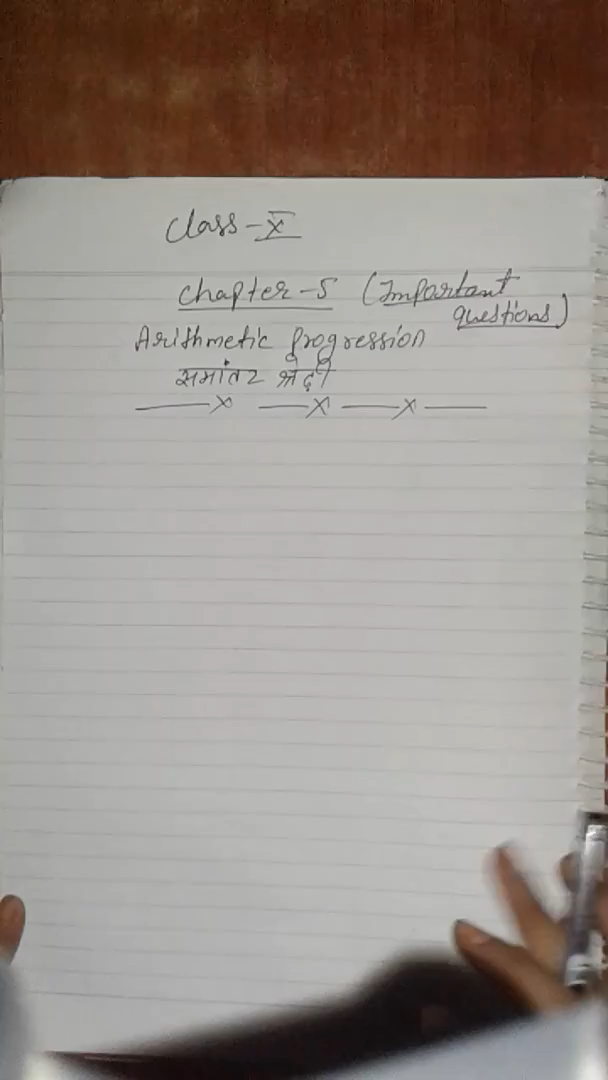 Class - X
Chapter - 5 (Important
questions)
Arithmetic Progression
समांतर श्रेढ़ी
——x ——x ——x ——